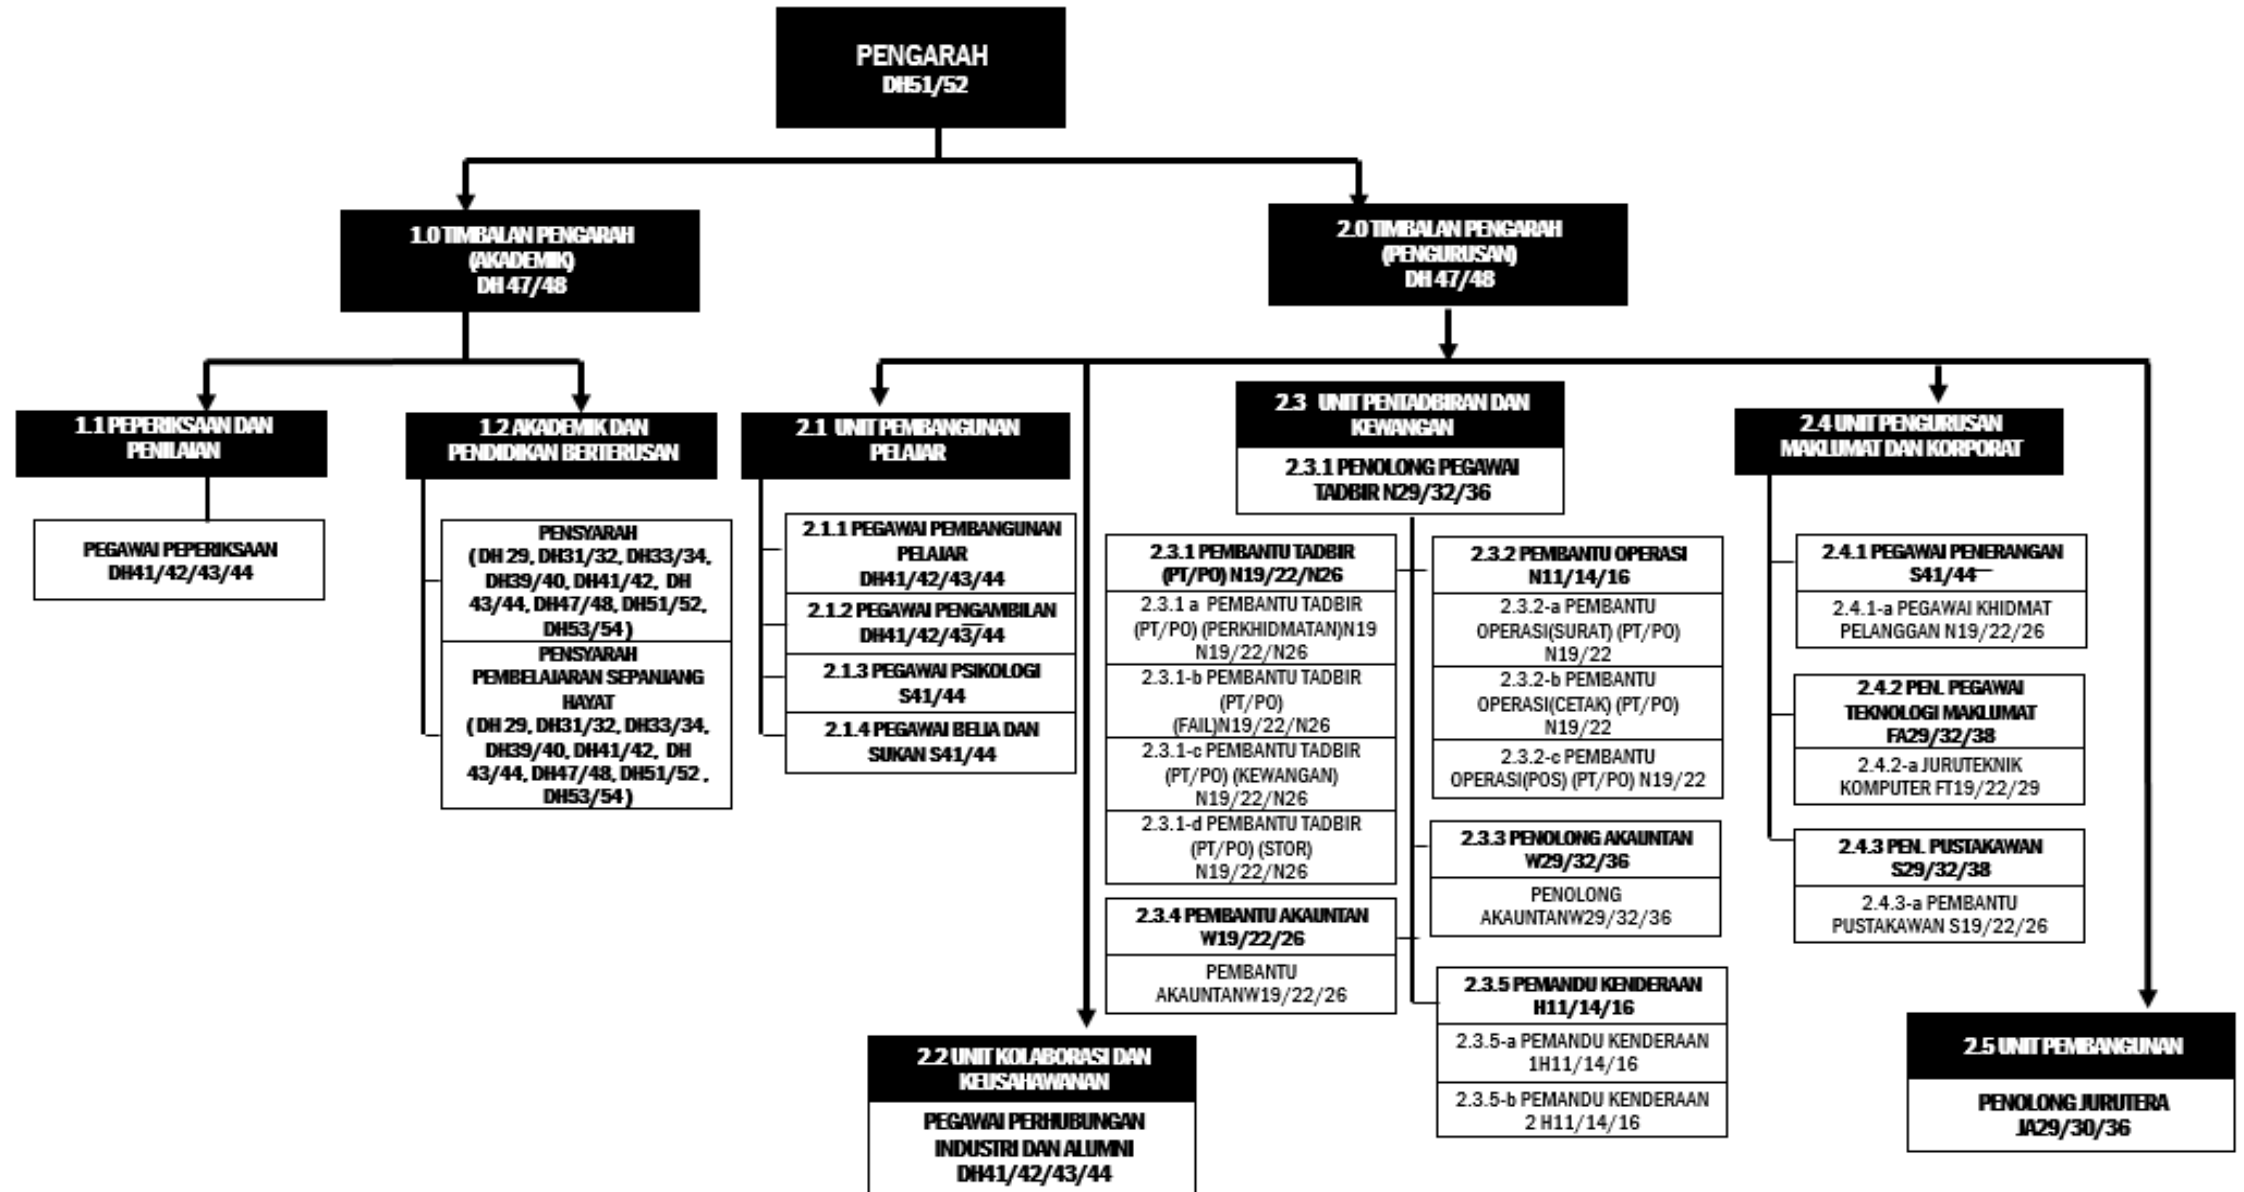 PENGARAH
DH51/52
1.0 TIMBALAN PENGARAH
(AKADEMIK)
DH 47/48
2.0 TIMBALAN PENGARAH
(PENGURUSAN)
DH 47/48
1.1 PEPERIKSAAN DAN
PENILAIAN
PEGAWAI PEPERIKSAAN
DH41/42/43/44
1.2 AKADEMIK DAN
PENDIDIKAN BERTERUSAN
PENSYARAH
( DH 29, DH31/32, DH33/34,
DH39/40, DH41/42, DH
43/44, DH47/48, DH51/52,
DH53/54 )
PENSYARAH
PEMBELAJARAN SEPANJANG
HAYAT
( DH 29, DH31/32, DH33/34,
DH39/40, DH41/42, DH
43/44, DH47/48, DH51/52 ,
DH53/54 )
2.1 UNIT PEMBANGUNAN
PELAJAR
2.1.1 PEGAWAI PEMBANGUNAN
PELAJAR
DH41/42/43/44
2.1.2 PEGAWAI PENGAMBILAN
DH41/42/43/44
2.1.3 PEGAWAI PSIKOLOGI
S41/44
2.1.4 PEGAWAI BELIA DAN
SUKAN S41/44
2.2 UNIT KOLABORASI DAN
KEUSAHAWANAN
PEGAWAI PERHUBUNGAN
INDUSTRI DAN ALUMNI
DH41/42/43/44
2.3 UNIT PENTADBIRAN DAN
KEWANGAN
2.3.1 PENOLONG PEGAWAI
TADBIR N29/32/36
2.3.1 PEMBANTU TADBIR
(PT/PO) N19/22/N26
2.3.1 a PEMBANTU TADBIR
(PT/PO) (PERKHIDMATAN)N19
N19/22/N26
2.3.1-b PEMBANTU TADBIR
(PT/PO)
(FAIL)N19/22/N26
2.3.1-c PEMBANTU TADBIR
(PT/PO) (KEWANGAN)
N19/22/N26
2.3.1-d PEMBANTU TADBIR
(PT/PO) (STOR)
N19/22/N26
2.3.4 PEMBANTU AKAUNTAN
W19/22/26
PEMBANTU
AKAUNTANW19/22/26
2.3.2 PEMBANTU OPERASI
N11/14/16
2.3.2-a PEMBANTU
OPERASI(SURAT) (PT/PO)
N19/22
2.3.2-b PEMBANTU
OPERASI(CETAK) (PT/PO)
N19/22
2.3.2-c PEMBANTU
OPERASI(POS) (PT/PO) N19/22
2.3.3 PENOLONG AKAUNTAN
W29/32/36
PENOLONG
AKAUNTANW29/32/36
2.3.5 PEMANDU KENDERAAN
H11/14/16
2.3.5-a PEMANDU KENDERAAN
1H11/14/16
2.3.5-b PEMANDU KENDERAAN
2 H11/14/16
2.4 UNIT PENGURUSAN
MAKLUMAT DAN KORPORAT
2.4.1 PEGAWAI PENERANGAN
S41/44
2.4.1-a PEGAWAI KHIDMAT
PELANGGAN N19/22/26
2.4.2 PEN. PEGAWAI
TEKNOLOGI MAKLUMAT
FA29/32/38
2.4.2-a JURUTEKNIK
KOMPUTER FT19/22/29
2.4.3 PEN. PUSTAKAWAN
S29/32/38
2.4.3-a PEMBANTU
PUSTAKAWAN S19/22/26
2.5 UNIT PEMBANGUNAN
PENOLONG JURUTERA
JA29/30/36